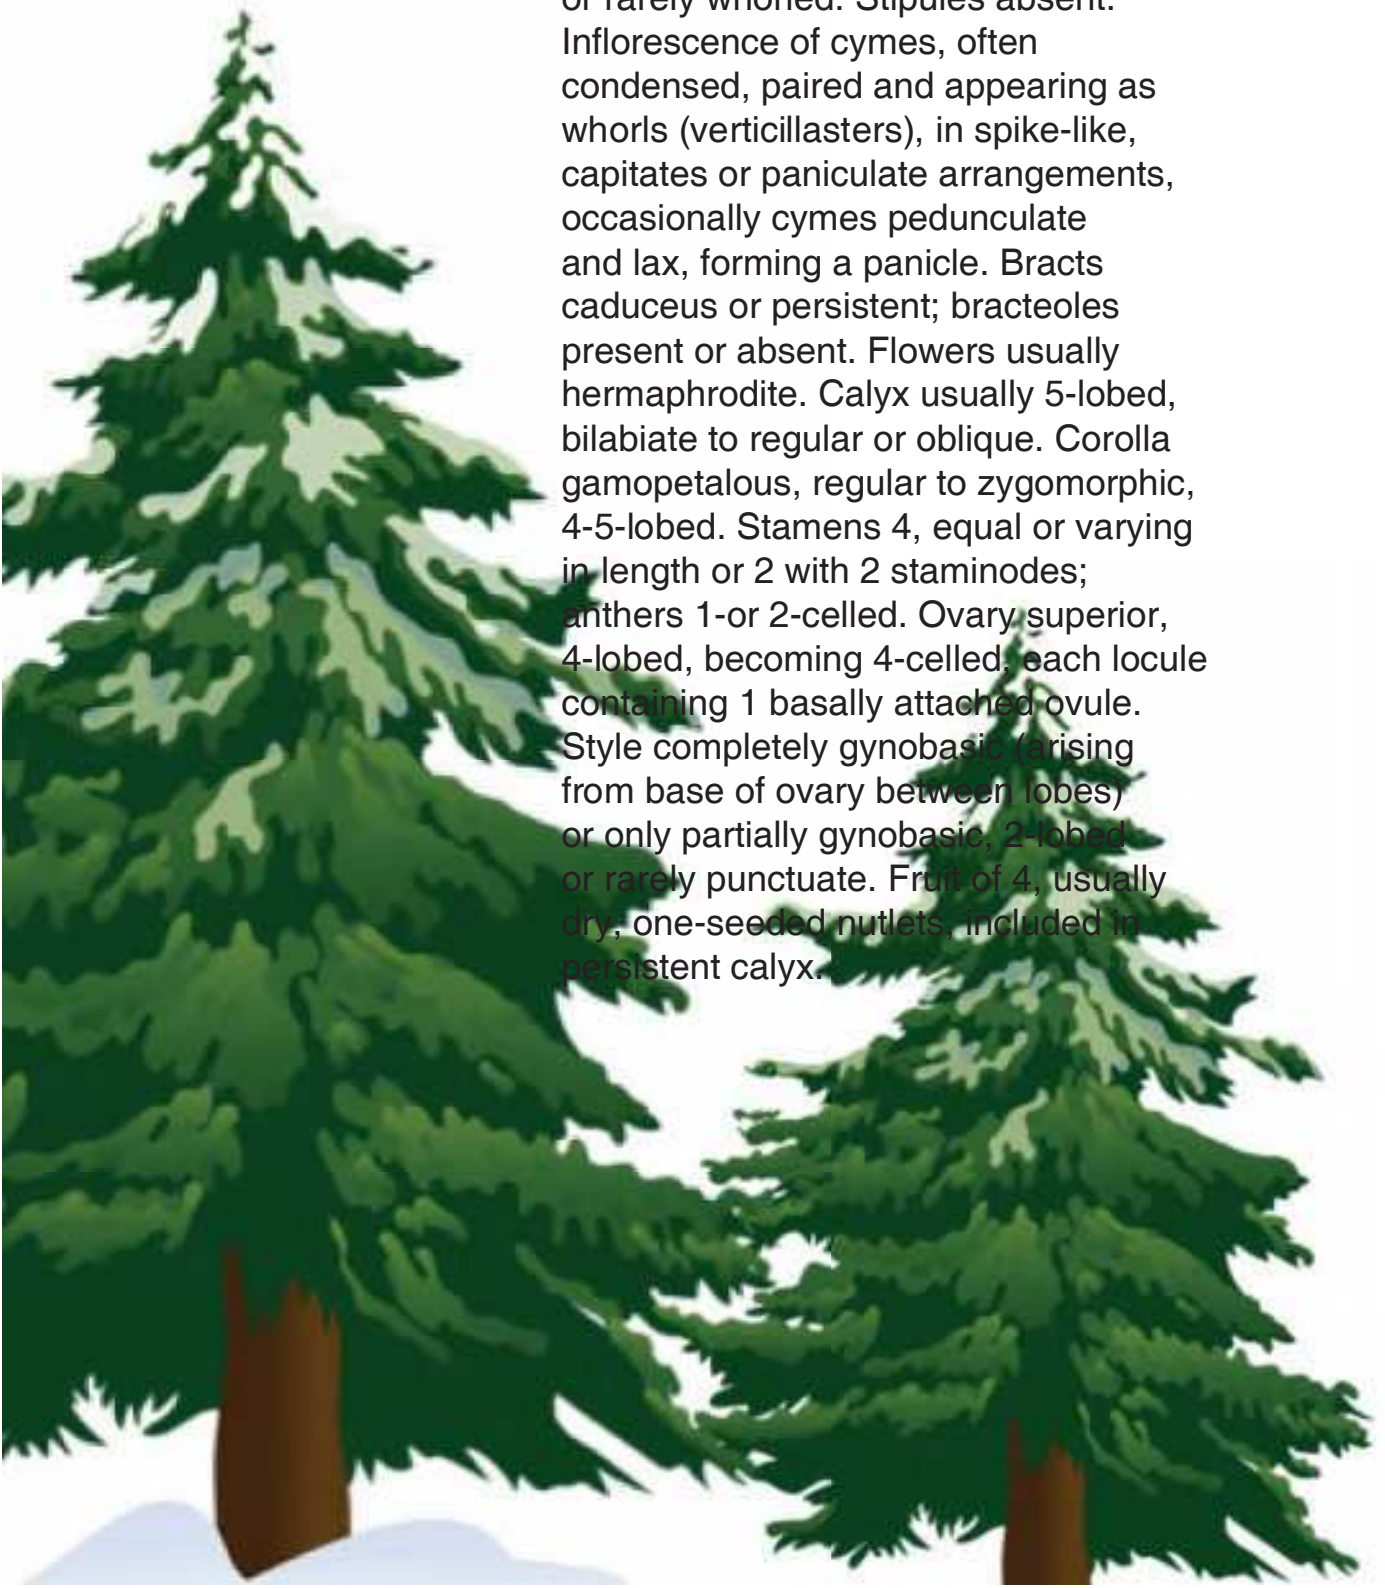 or rarely whorled. Stipules absent.
Inflorescence of cymes, often
condensed, paired and appearing as
whorls (verticillasters), in spike-like,
capitates or paniculate arrangements,
occasionally cymes pedunculate
and lax, forming a panicle. Bracts
caduceus or persistent; bracteoles
present or absent. Flowers usually
hermaphrodite. Calyx usually 5-lobed,
bilabiate to regular or oblique. Corolla
gamopetalous, regular to zygomorphic,
4-5-lobed. Stamens 4, equal or varying
in length or 2 with 2 staminodes;
anthers 1-or 2-celled. Ovary superior,
4-lobed, becoming 4-celled, each locule
containing 1 basally attached ovule.
Style completely gynobasic (arising
from base of ovary between lobes)
or only partially gynobasic, 2-lobed
or rarely punctuate. Fruit of 4, usually
dry, one-seeded nutlets, included in
persistent calyx.